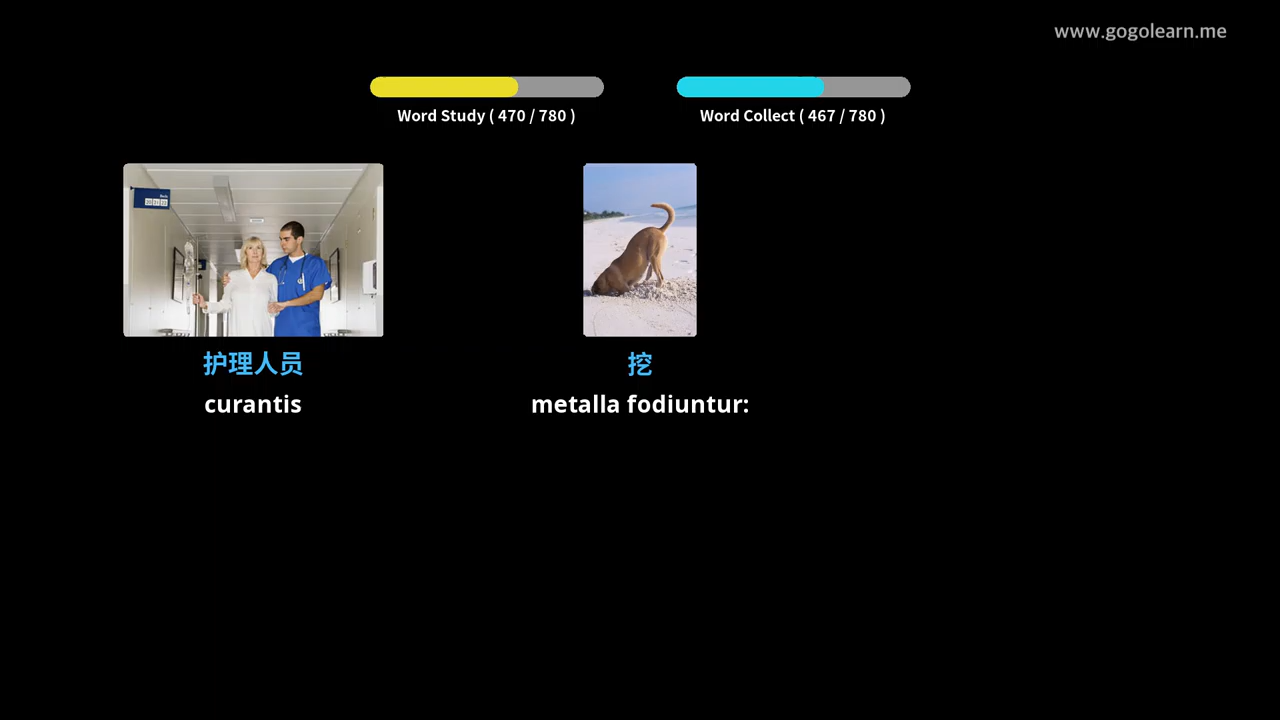 www.gogolearn.me
Word Study ( 470 / 780 )
Word Collect ( 467 / 780 )
护理人员
curantis
挖
metalla fodiuntur: